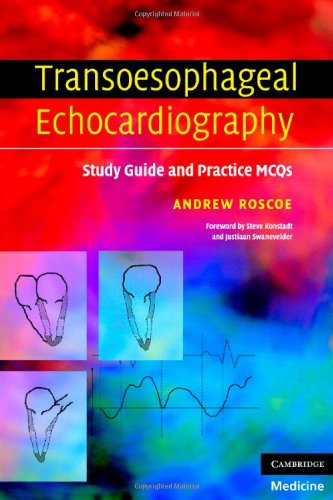 Transoesophageal
Echocardiography
Study Guide and Practice MCQs
ANDREW ROSCOE
Foreword by Steve Konstadt
and Justiaan Swanevelder
CAMBRIDGE
Medicine